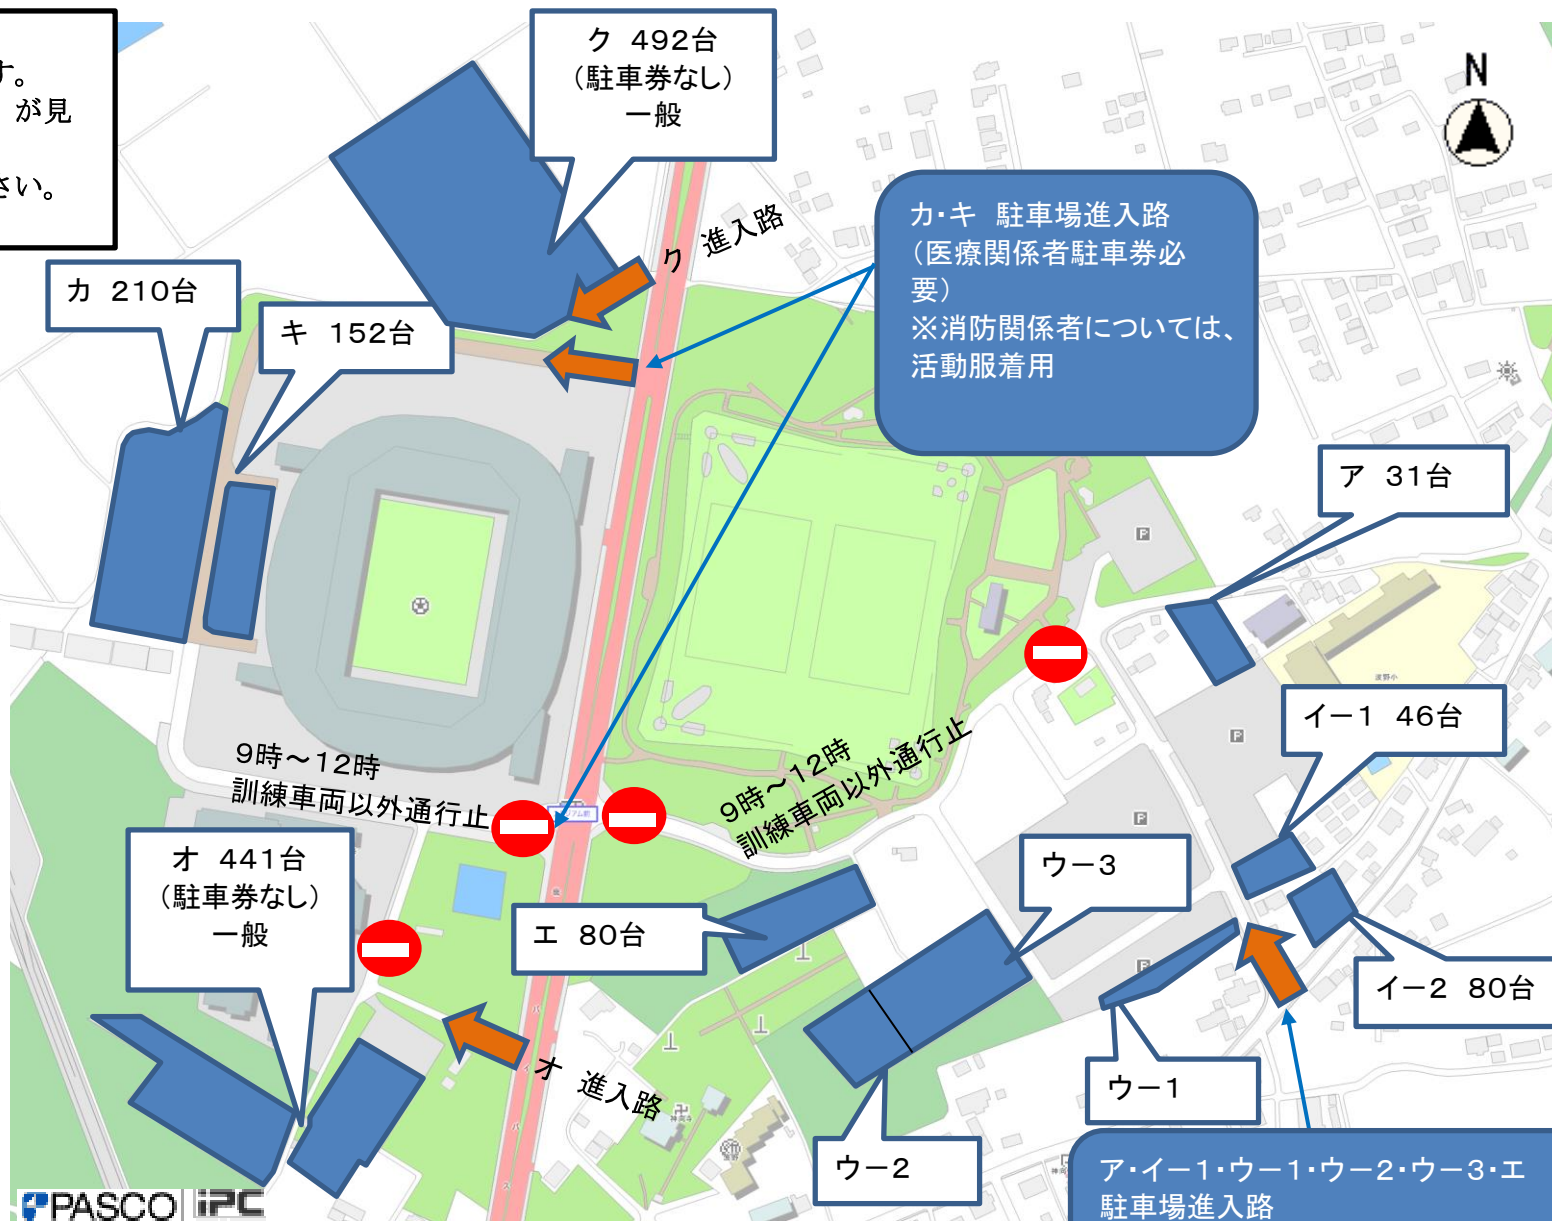 す。
が見
さい。
ク 492台
（駐車券なし）
一般
N
カ・キ 駐車場進入路
（医療関係者駐車券必
要）
※消防関係者については、
活動服着用
ク 進入路
カ 210台
キ 152台
ア 31台
P
イー1 46台
P
9時～12時
訓練車両以外通行止
9時～12時
訓練車両以外通行止
P
オ 441台
（駐車券なし）
一般
エ 80台
ウー3
P
イー2 80台
オ 進入路
ウー1
ウー2
ア・イー1・ウー1・ウー2・ウー3・エ
駐車場進入路
PASCO iPC